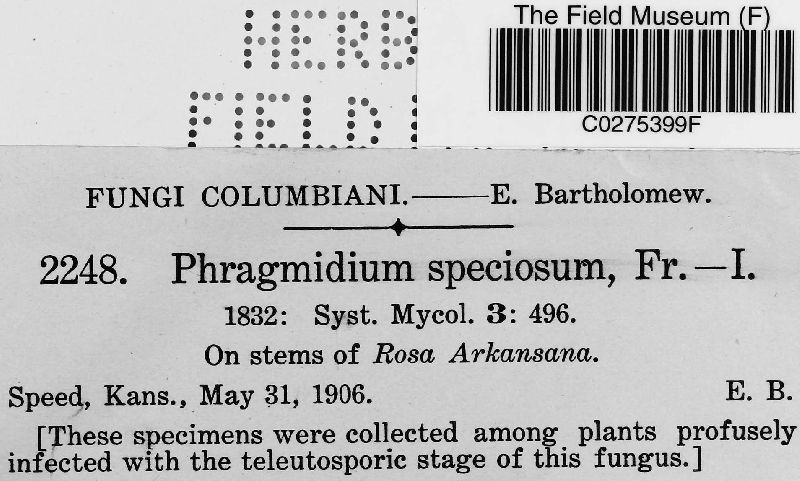 HERB
FIELD
The Field Museum (F)
C0275399F
FUNGI COLUMBIANI.——E. Bartholomew.
2248. Phragmidium speciosum, Fr.—I.
1832: Syst. Mycol. 3: 496.
On stems of Rosa Arkansana.
Speed, Kans., May 31, 1906. E. B.
[These specimens were collected among plants profusely
infected with the teleutosporic stage of this fungus.]